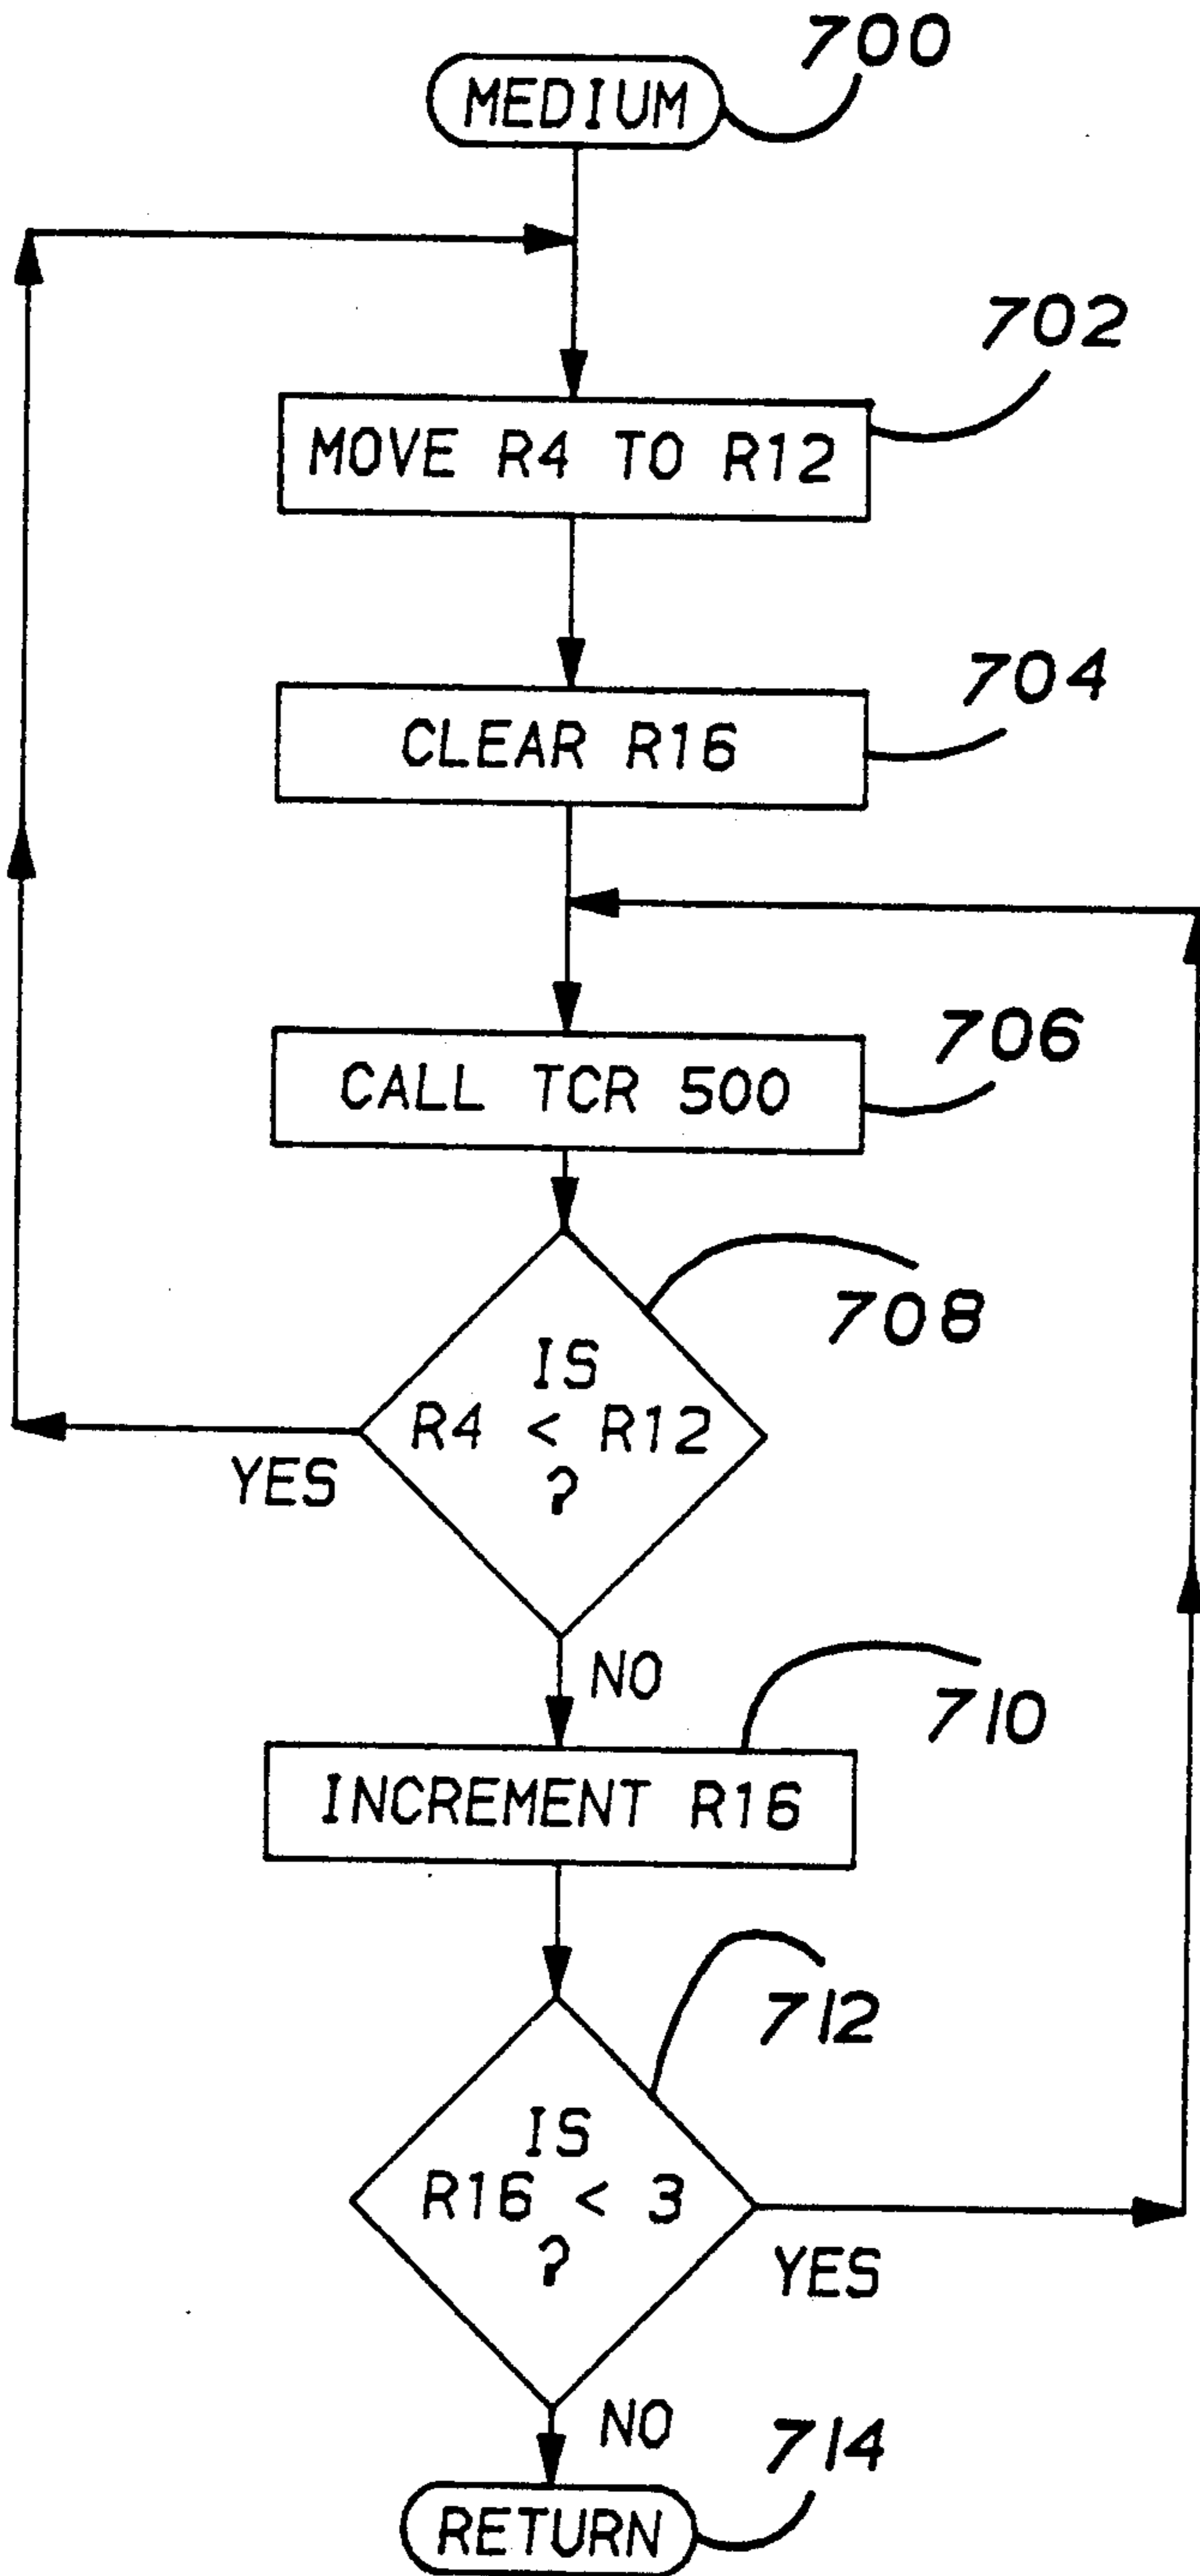 700
MEDIUM
702
MOVE R4 TO R12
704
CLEAR R16
706
CALL TCR 500
708
IS
R4 < R12
?
YES
NO
710
INCREMENT R16
712
IS
R16 < 3
?
YES
NO
714
RETURN